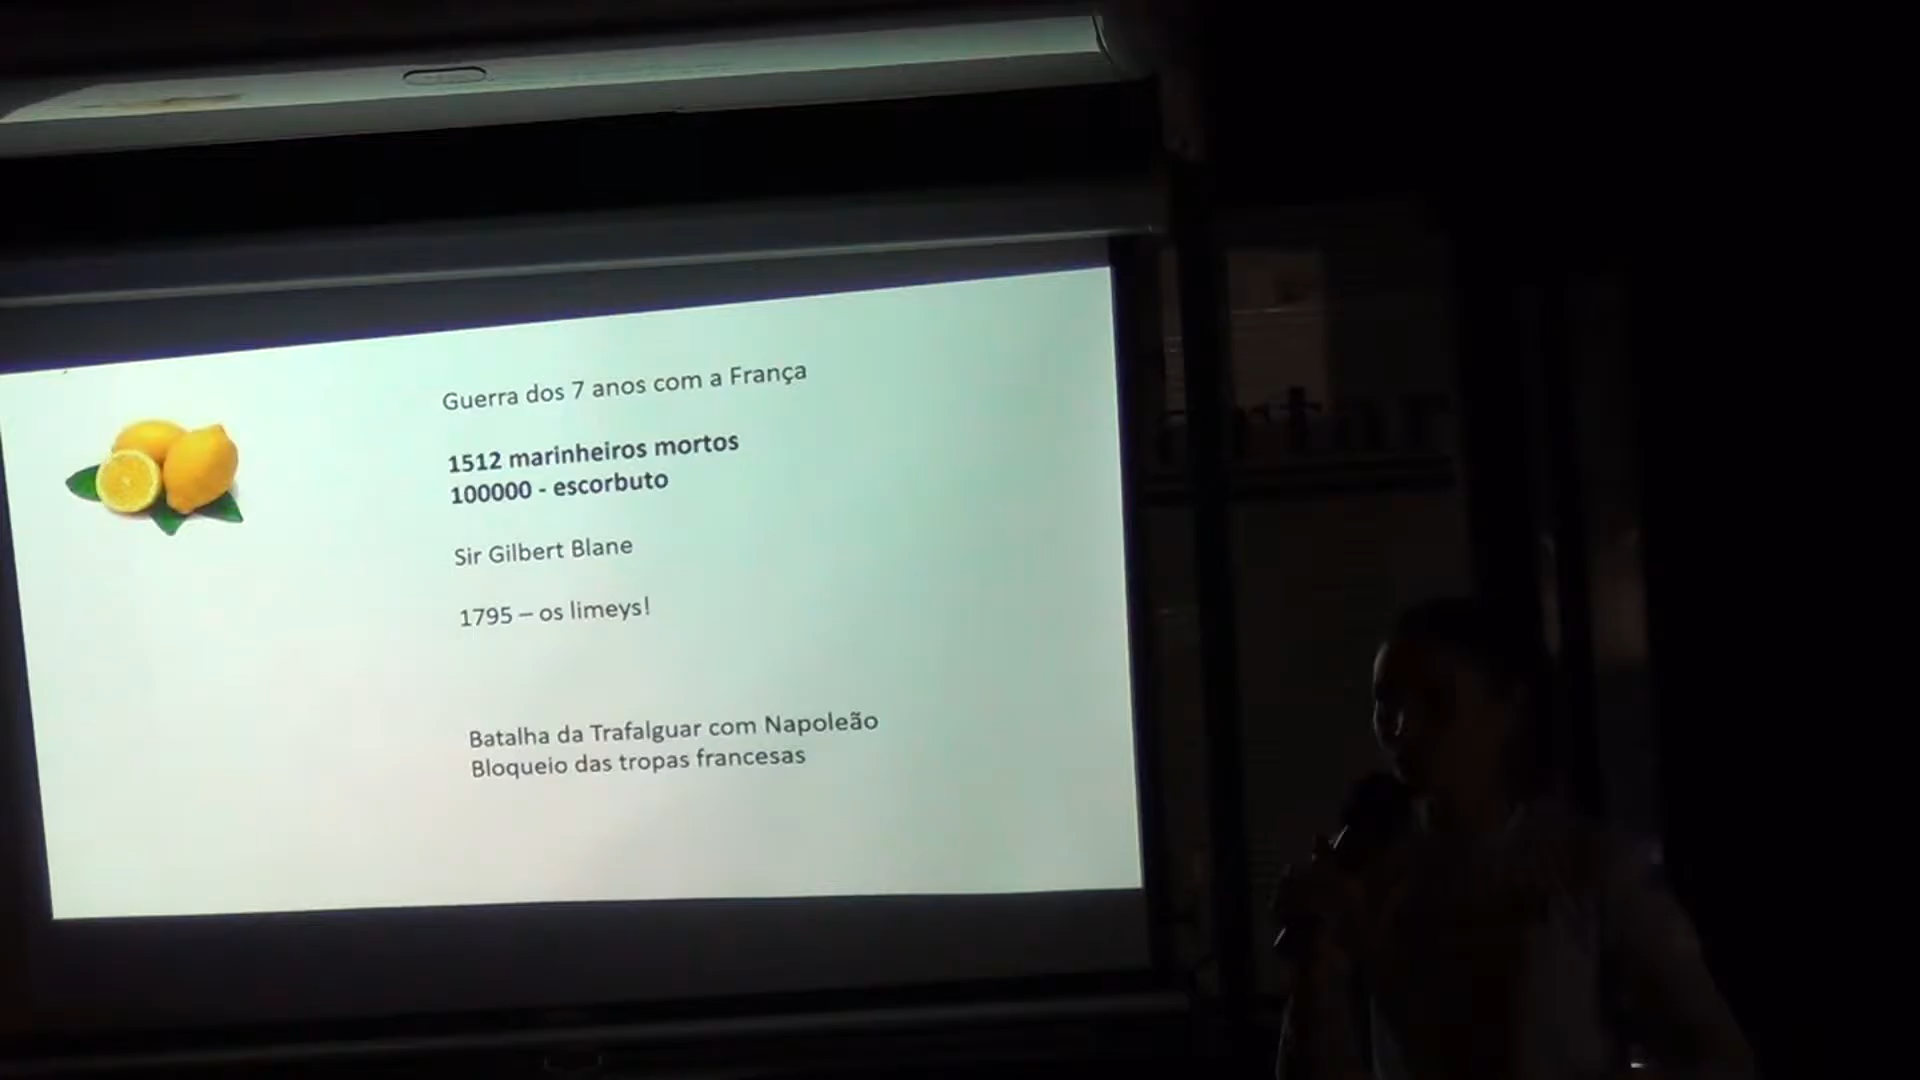 Guerra dos 7 anos com a França
1512 marinheiros mortos
100000 - escorbuto
Sir Gilbert Blane
1795 – os limeys!
Batalha da Trafalguar com Napoleão
Bloqueio das tropas francesas